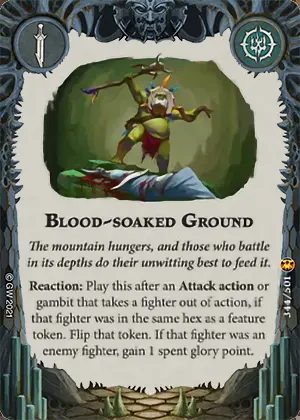 BLOOD-SOAKED GROUND
The mountain hungers, and those who battle
in its depths do their unwitting best to feed it.
Reaction: Play this after an Attack action or
gambit that takes a fighter out of action, if
that fighter was in the same hex as a feature
token. Flip that token. If that fighter was an
enemy fighter, gain 1 spent glory point.
© GW 2021
344/501